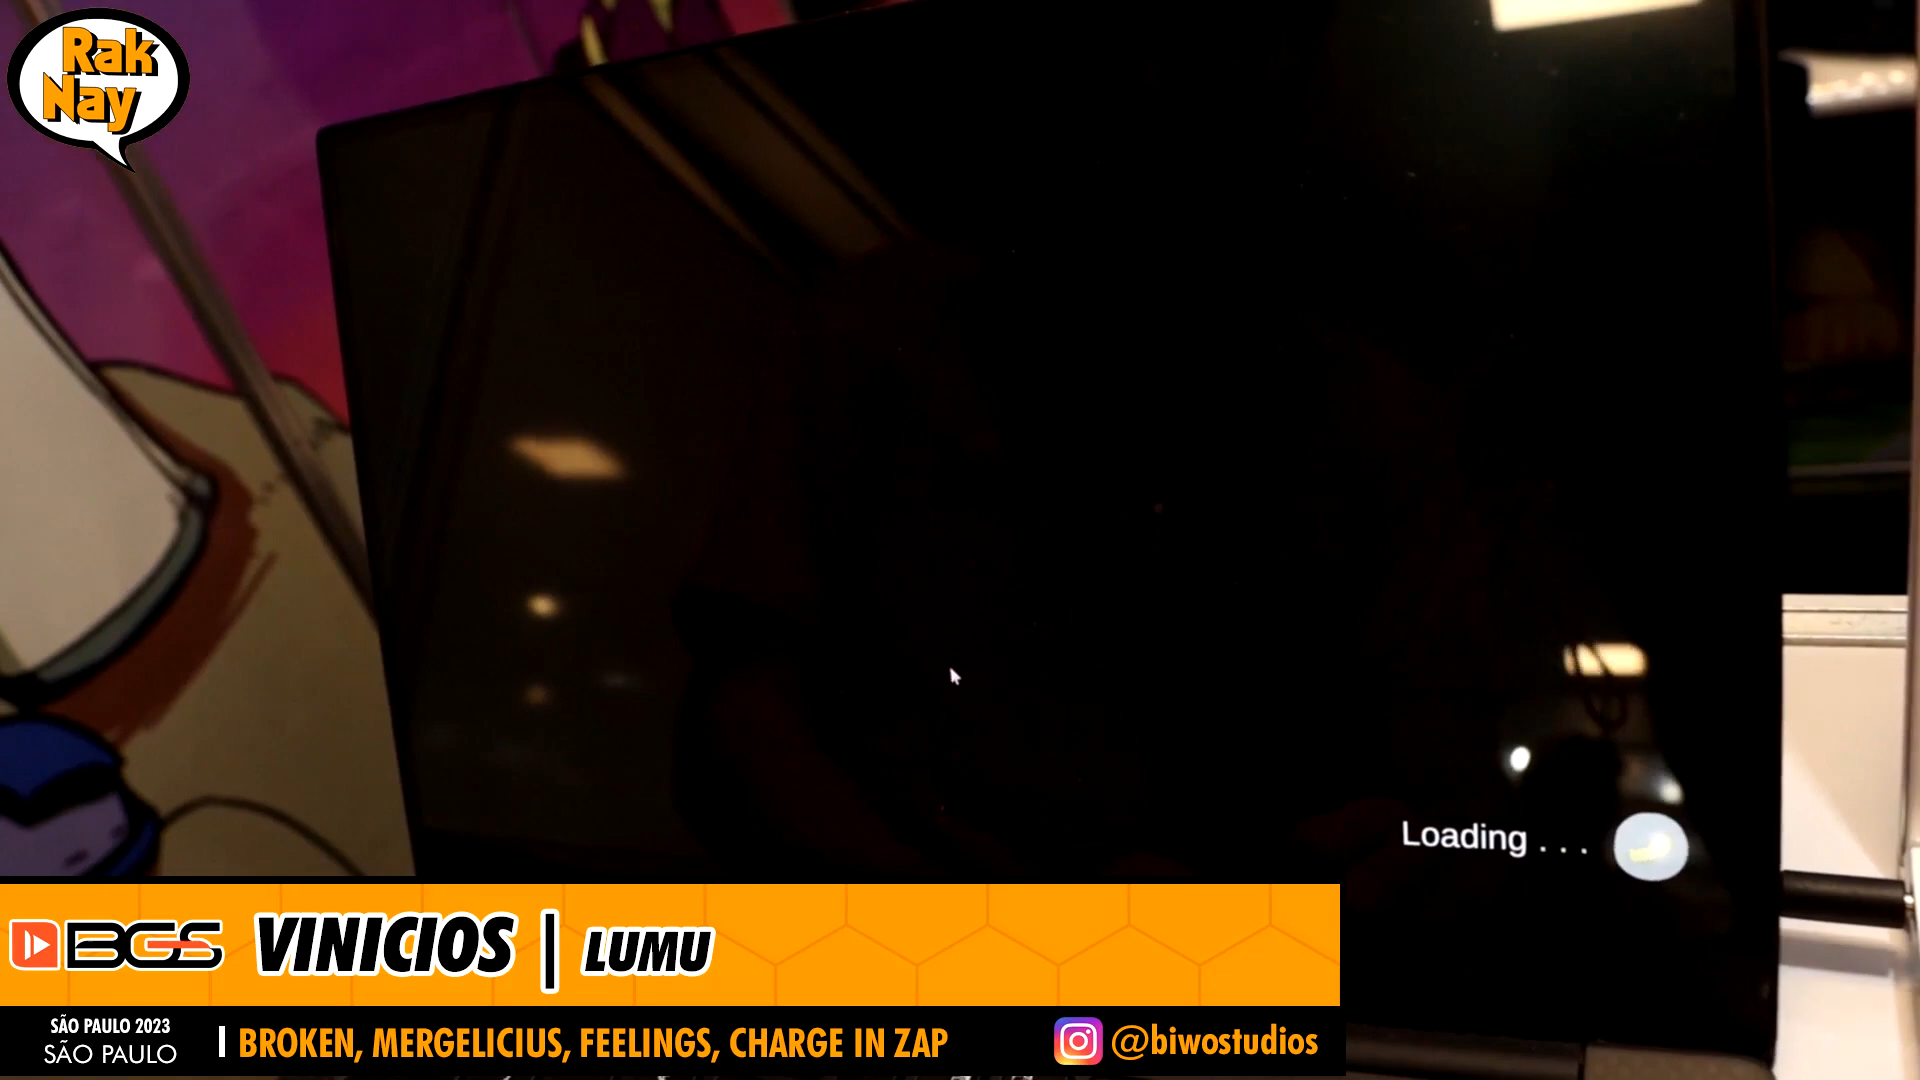 Rak
Nay
Loading . . .
BGS
VINICIOS | LUMU
SÃO PAULO 2023
SÃO PAULO
BROKEN, MERGELICIUS, FEELINGS, CHARGE IN ZAP
@biwostudios